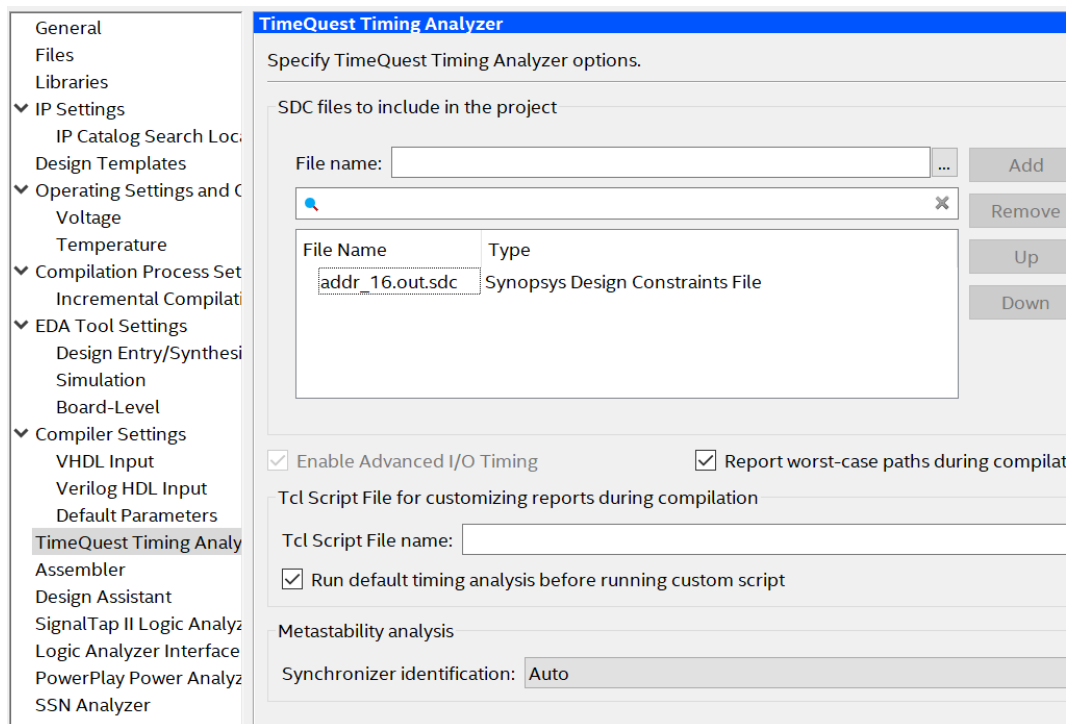 General
Files
Libraries
IP Settings
IP Catalog Search Loca
Design Templates
Operating Settings and C
Voltage
Temperature
Compilation Process Set
Incremental Compilati
EDA Tool Settings
Design Entry/Synthesi
Simulation
Board-Level
Compiler Settings
VHDL Input
Verilog HDL Input
Default Parameters
TimeQuest Timing Analy
Assembler
Design Assistant
SignalTap II Logic Analyz
Logic Analyzer Interface
PowerPlay Power Analyz
SSN Analyzer
TimeQuest Timing Analyzer
Specify TimeQuest Timing Analyzer options.
SDC files to include in the project
File name:
...
Add
Remove
Up
Down
File Name Type
addr_16.out.sdc Synopsys Design Constraints File
Enable Advanced I/O Timing Report worst-case paths during compilat
Tcl Script File for customizing reports during compilation
Tcl Script File name:
Run default timing analysis before running custom script
Metastability analysis
Synchronizer identification: Auto